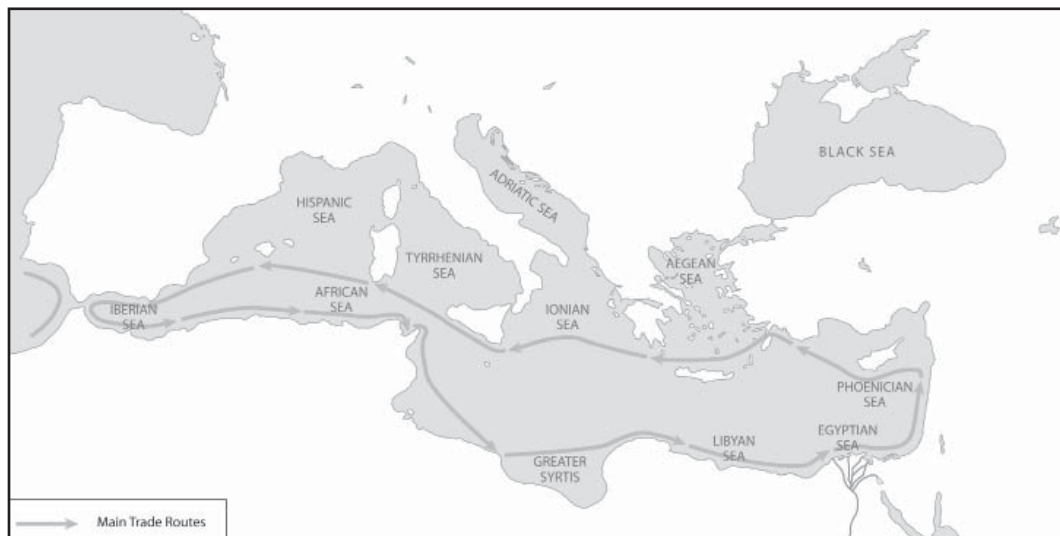 BLACK SEA
ADRIATIC SEA
HISPANIC
SEA
TYRRHENIAN
SEA
AEGEAN
SEA
IBERIAN
SEA
AFRICAN
SEA
IONIAN
SEA
PHOENICIAN
SEA
EGYPTIAN
SEA
LIBYAN
SEA
GREATER
SYRTIS
Main Trade Routes